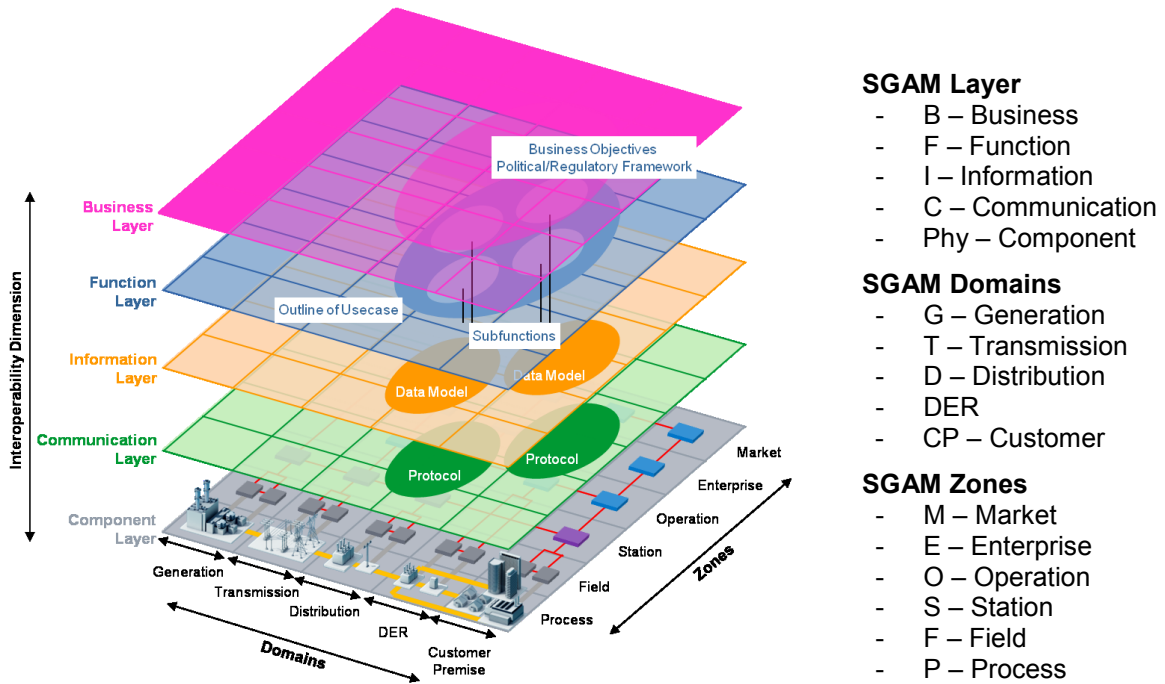 Business Objectives
Political/Regulatory Framework
Interoperability Dimension
Business
Layer
Function
Layer
Outline of Usecase
Subfunctions
Information
Layer
Data Model
Data Model
Communication
Layer
Protocol
Protocol
Component
Layer
Market
Enterprise
Operation
Station
Field
Process
Zones
Generation
Transmission
Distribution
DER
Customer
Premise
Domains
SGAM Layer
- B – Business
- F – Function
- I – Information
- C – Communication
- Phy – Component
SGAM Domains
- G – Generation
- T – Transmission
- D – Distribution
- DER
- CP – Customer
SGAM Zones
- M – Market
- E – Enterprise
- O – Operation
- S – Station
- F – Field
- P – Process